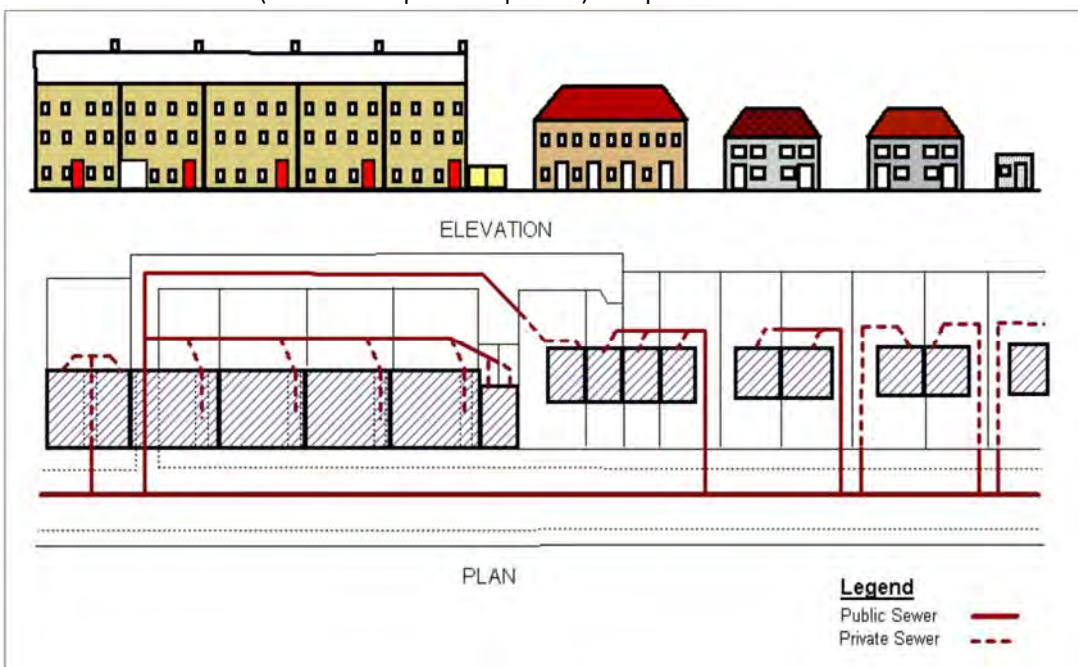 ELEVATION
PLAN
Legend
Public Sewer
Private Sewer